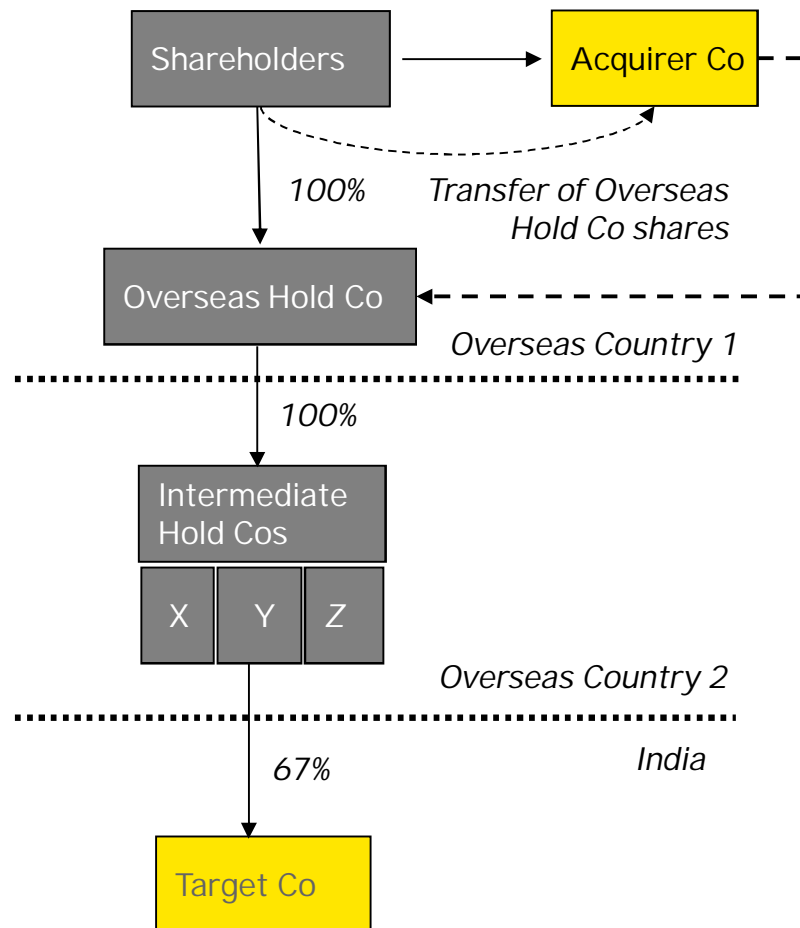 Shareholders
Acquirer Co
100%
Transfer of Overseas
Hold Co shares
Overseas Hold Co
Overseas Country 1
100%
Intermediate
Hold Cos
X Y Z
Overseas Country 2
India
67%
Target Co